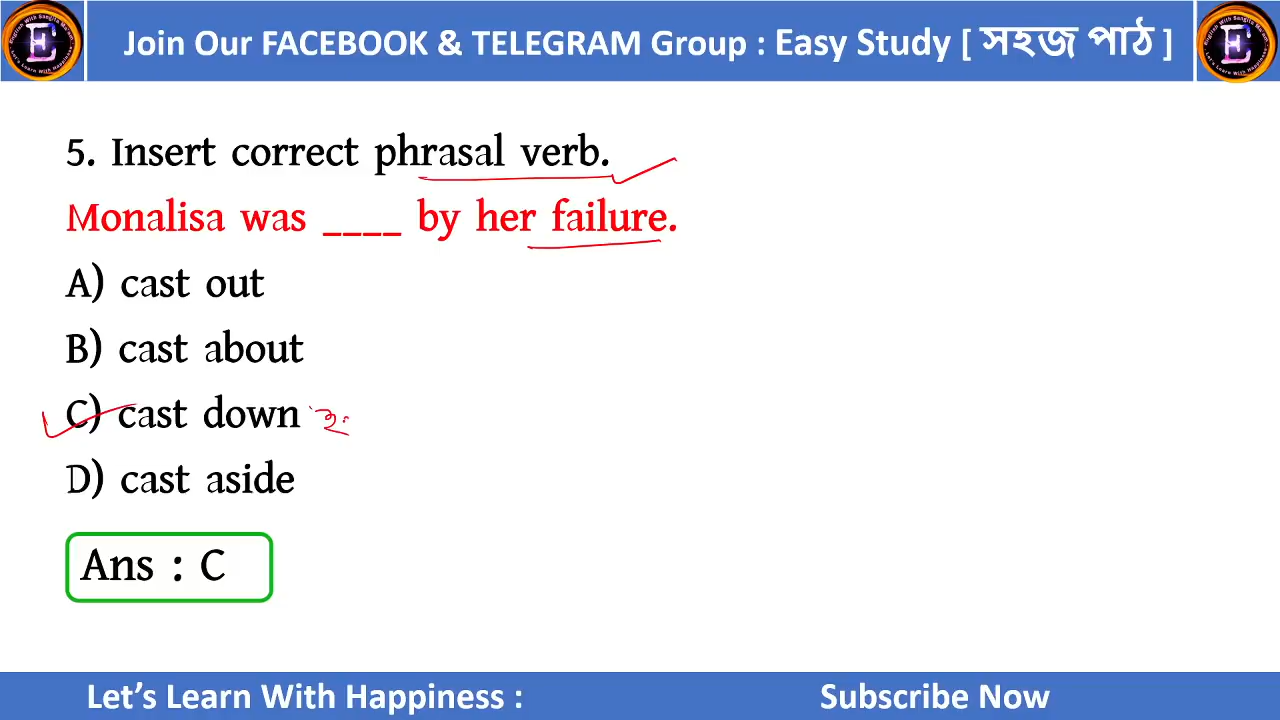 Join Our FACEBOOK & TELEGRAM Group : Easy Study [ সহজ পাঠ ]
5. Insert correct phrasal verb.
Monalisa was ____ by her failure.
A) cast out
B) cast about
C) cast down
D) cast aside
Ans : C
Let's Learn With Happiness :
Subscribe Now